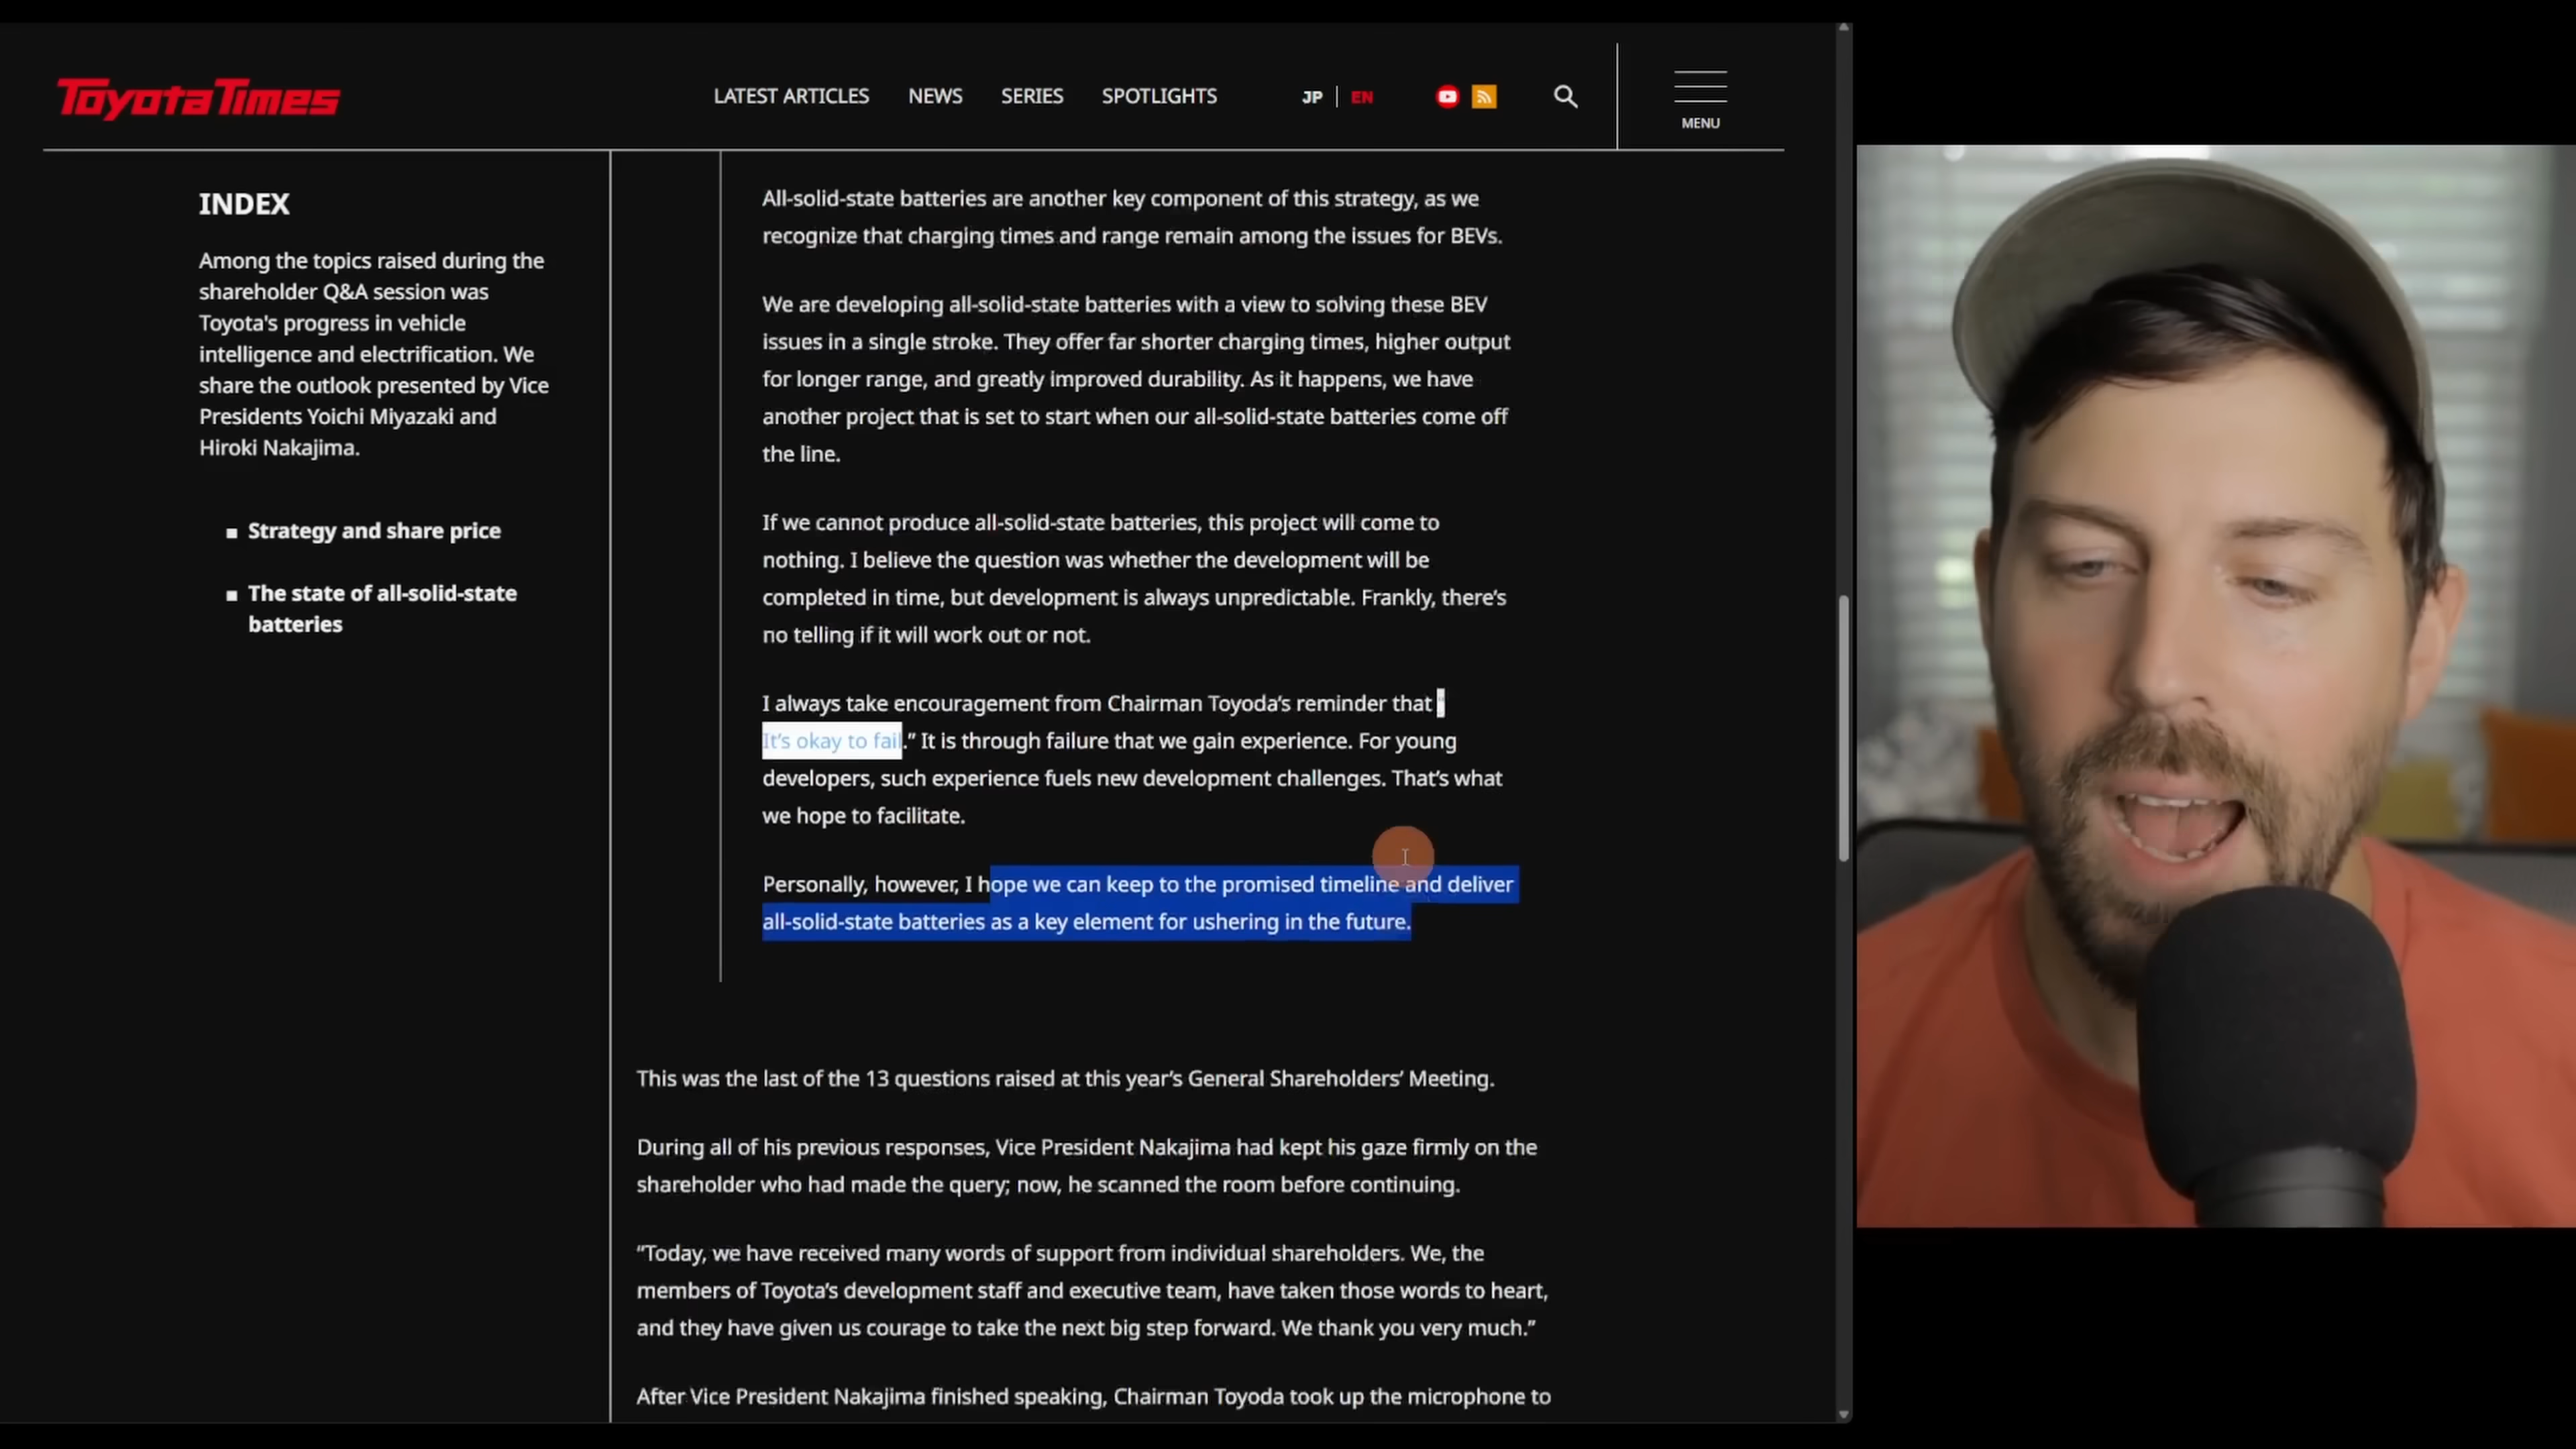 Toyota Times
LATEST ARTICLES
NEWS
SERIES
SPOTLIGHTS
JP | EN
MENU
INDEX
Among the topics raised during the
shareholder Q&A session was
Toyota's progress in vehicle
intelligence and electrification. We
share the outlook presented by Vice
Presidents Yoichi Miyazaki and
Hiroki Nakajima.
Strategy and share price
The state of all-solid-state
batteries
All-solid-state batteries are another key component of this strategy, as we
recognize that charging times and range remain among the issues for BEVs.
We are developing all-solid-state batteries with a view to solving these BEV
issues in a single stroke. They offer far shorter charging times, higher output
for longer range, and greatly improved durability. As it happens, we have
another project that is set to start when our all-solid-state batteries come off
the line.
If we cannot produce all-solid-state batteries, this project will come to
nothing. I believe the question was whether the development will be
completed in time, but development is always unpredictable. Frankly, there’s
no telling if it will work out or not.
I always take encouragement from Chairman Toyoda’s reminder that “
It’s okay to fail.” It is through failure that we gain experience. For young
developers, such experience fuels new development challenges. That’s what
we hope to facilitate.
Personally, however, I hope we can keep to the promised timeline and deliver
all-solid-state batteries as a key element for ushering in the future.
This was the last of the 13 questions raised at this year’s General Shareholders’ Meeting.
During all of his previous responses, Vice President Nakajima had kept his gaze firmly on the
shareholder who had made the query; now, he scanned the room before continuing.
“Today, we have received many words of support from individual shareholders. We, the
members of Toyota’s development staff and executive team, have taken those words to heart,
and they have given us courage to take the next big step forward. We thank you very much.”
After Vice President Nakajima finished speaking, Chairman Toyoda took up the microphone to